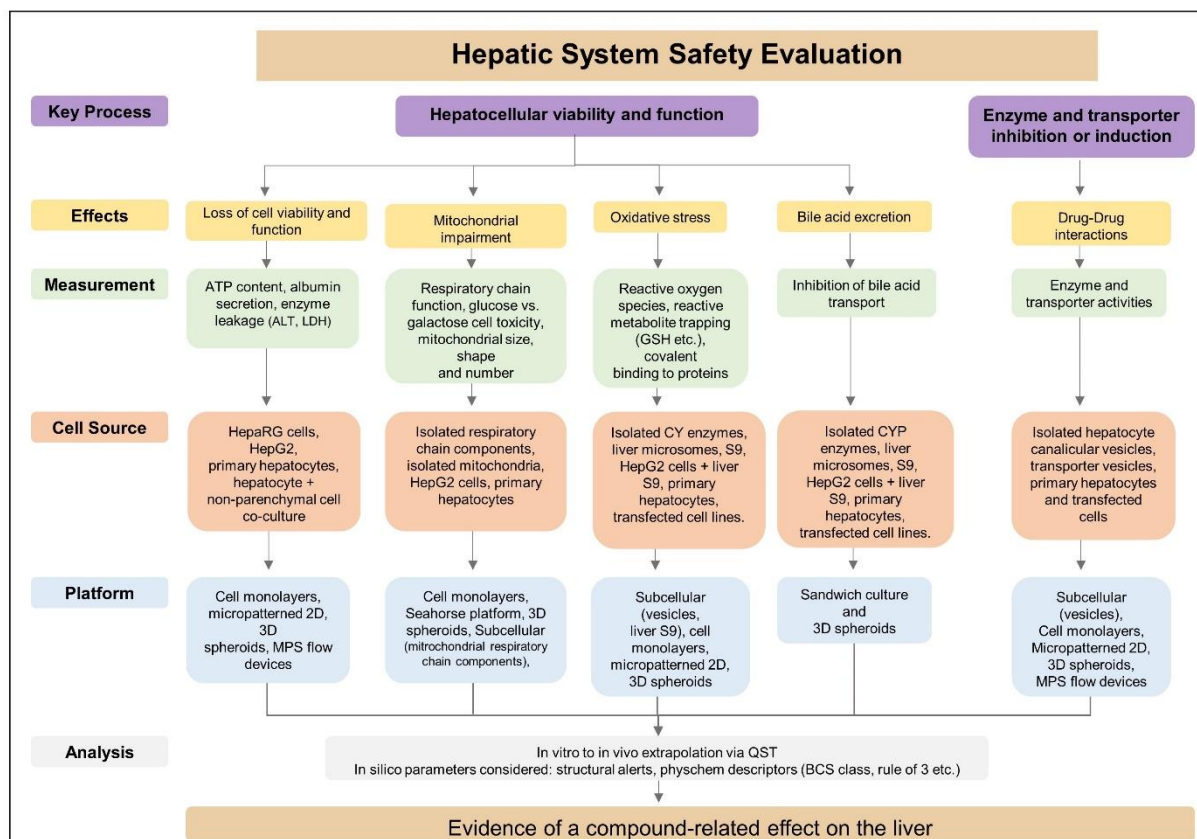 Hepatic System Safety Evaluation
Key Process
Hepatocellular viability and function
Enzyme and transporter
inhibition or induction
Effects
Loss of cell viability and
function
Mitochondrial
impairment
Oxidative stress
Bile acid excretion
Drug-Drug
interactions
Measurement
ATP content, albumin
secretion, enzyme
leakage (ALT, LDH)
Respiratory chain
function, glucose vs.
galactose cell toxicity,
mitochondrial size,
shape
and number
Reactive oxygen
species, reactive
metabolite trapping
(GSH etc.),
covalent
binding to proteins
Inhibition of bile acid
transport
Enzyme and
transporter activities
Cell Source
HepaRG cells,
HepG2,
primary hepatocytes,
hepatocyte +
non-parenchymal cell
co-culture
Isolated respiratory
chain components,
isolated mitochondria,
HepG2 cells, primary
hepatocytes
Isolated CY enzymes,
liver microsomes, S9,
HepG2 cells + liver
S9, primary
hepatocytes,
transfected cell lines.
Isolated CYP
enzymes, liver
microsomes, S9,
HepG2 cells + liver
S9, primary
hepatocytes,
transfected cell lines.
Isolated hepatocyte
canalicular vesicles,
transporter vesicles,
primary hepatocytes
and transfected
cells
Platform
Cell monolayers,
micropatterned 2D,
3D
spheroids, MPS flow
devices
Cell monolayers,
Seahorse platform, 3D
spheroids, Subcellular
(mitrochondrial respiratory
chain components),
Subcellular
(vesicles,
liver S9), cell
monolayers,
micropatterned 2D,
3D spheroids
Sandwich culture
and
3D spheroids
Subcellular
(vesicles),
Cell monolayers,
Micropatterned 2D,
3D spheroids,
MPS flow devices
Analysis
In vitro to in vivo extrapolation via QST
In silico parameters considered: structural alerts, physchem descriptors (BCS class, rule of 3 etc.)
Evidence of a compound-related effect on the liver